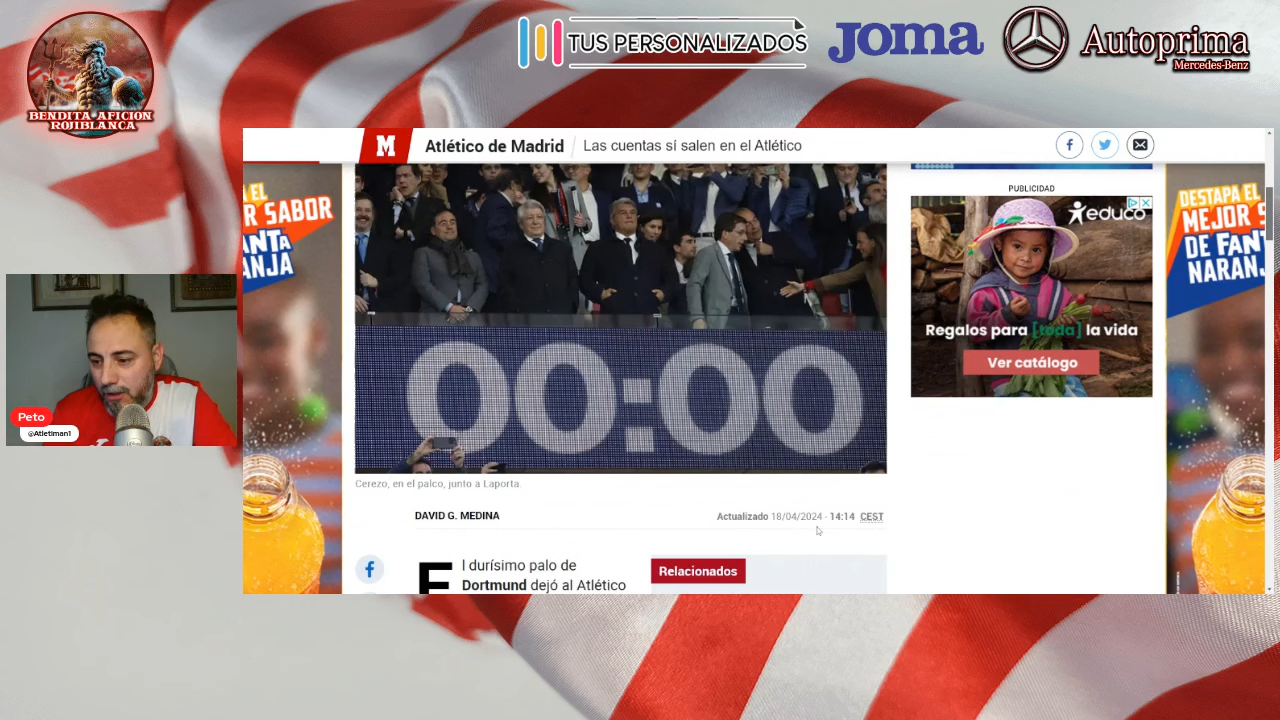 BENDITA AFICION
ROJIBLANCA
TUS PERSONALIZADOS
JOMA
Autoprima
Mercedes-Benz
M
Atlético de Madrid
Las cuentas sí salen en el Atlético
SABOR
PUBLICIDAD
educo
Regalos para [toda] la vida
Ver catálogo
DESTAPA EL
MEJOR
DE
NARAN
00:00
Cerezo, en el palco, junto a Laporta.
DAVID G. MEDINA
Actualizado 18/04/2024 - 14:14 CEST
El durísimo palo de
Dortmund dejó al Atlético
Relacionados
Peto
@Atletiman1